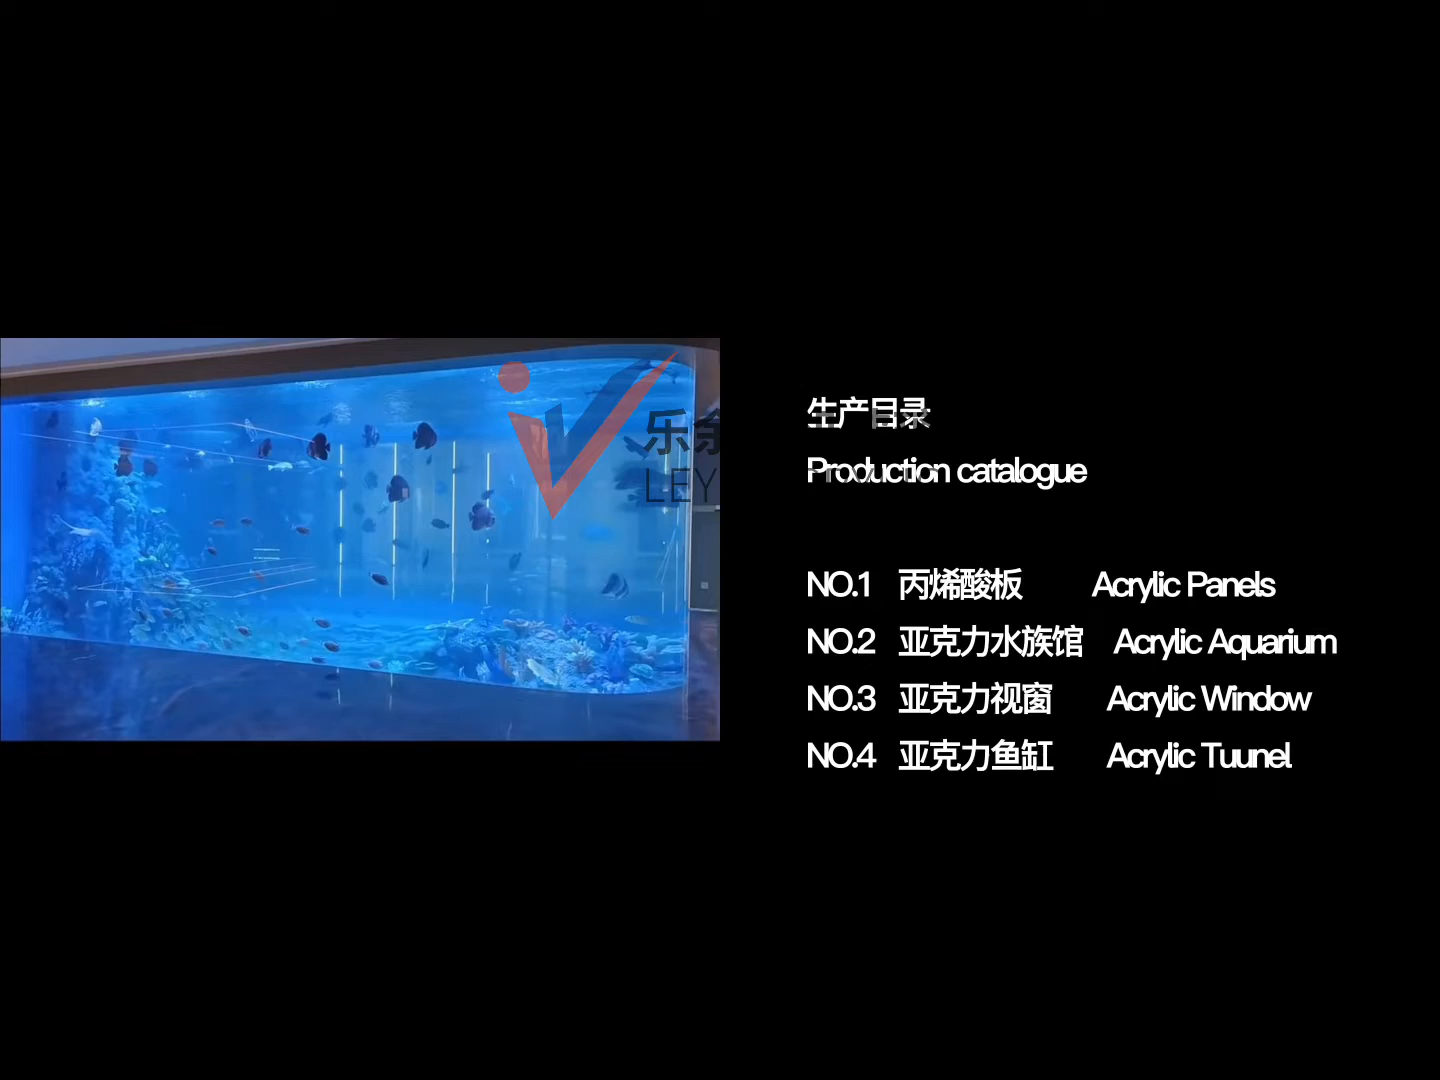 乐
LEY
生产目录
Production catalogue
NO.1 丙烯酸板 Acrylic Panels
NO.2 亚克力水族馆 Acrylic Aquarium
NO.3 亚克力视窗 Acrylic Window
NO.4 亚克力鱼缸 Acrylic Tuunel